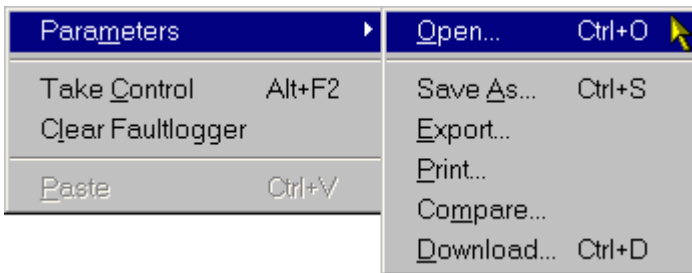 Parameters
Take Control Alt+F2
Clear Faultlogger
Paste Ctrl+V
Open... Ctrl+O
Save As... Ctrl+S
Export...
Print...
Compare...
Download... Ctrl+D